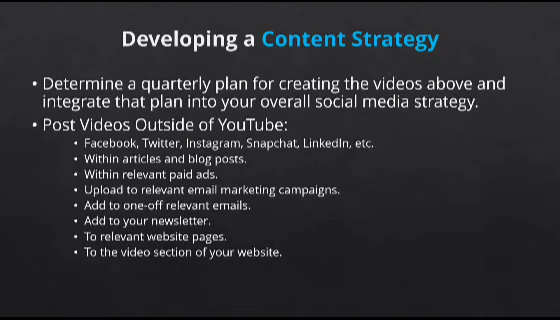 Developing a Content Strategy
• Determine a quarterly plan for creating the videos above and
integrate that plan into your overall social media strategy.
• Post Videos Outside of YouTube:
• Facebook, Twitter, Instagram, Snapchat, LinkedIn, etc.
• Within articles and blog posts.
• Within relevant paid ads.
• Upload to relevant email marketing campaigns.
• Add to one-off relevant emails.
• Add to your newsletter.
• To relevant website pages.
• To the video section of your website.